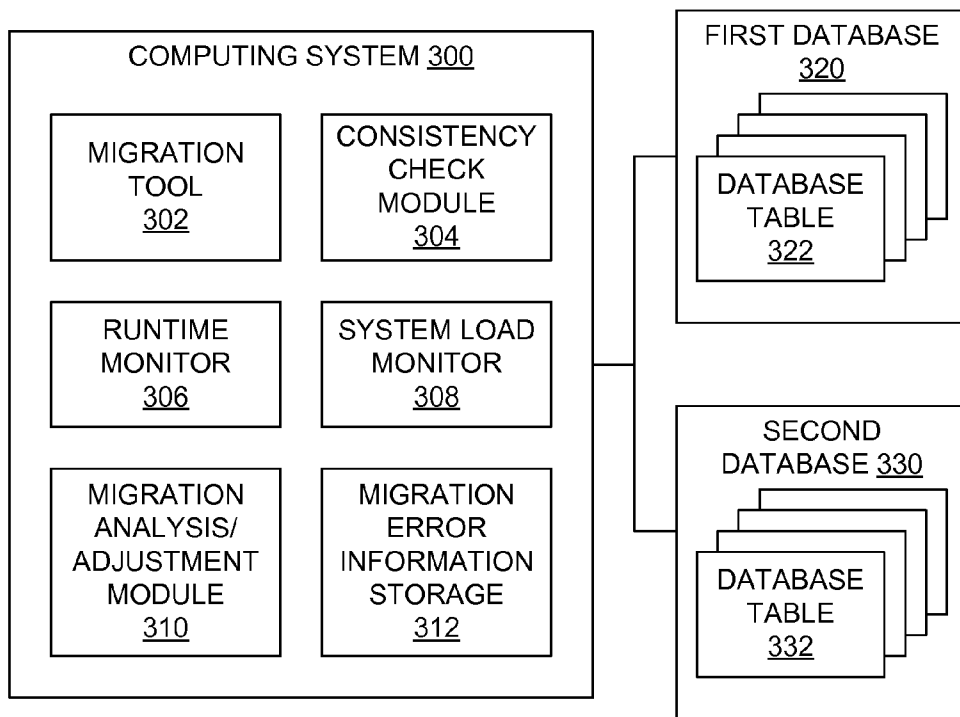 COMPUTING SYSTEM 300
MIGRATION
TOOL
302
CONSISTENCY
CHECK
MODULE
304
RUNTIME
MONITOR
306
SYSTEM LOAD
MONITOR
308
MIGRATION
ANALYSIS/
ADJUSTMENT
MODULE
310
MIGRATION
ERROR
INFORMATION
STORAGE
312
FIRST DATABASE
320
DATABASE
TABLE
322
SECOND
DATABASE 330
DATABASE
TABLE
332